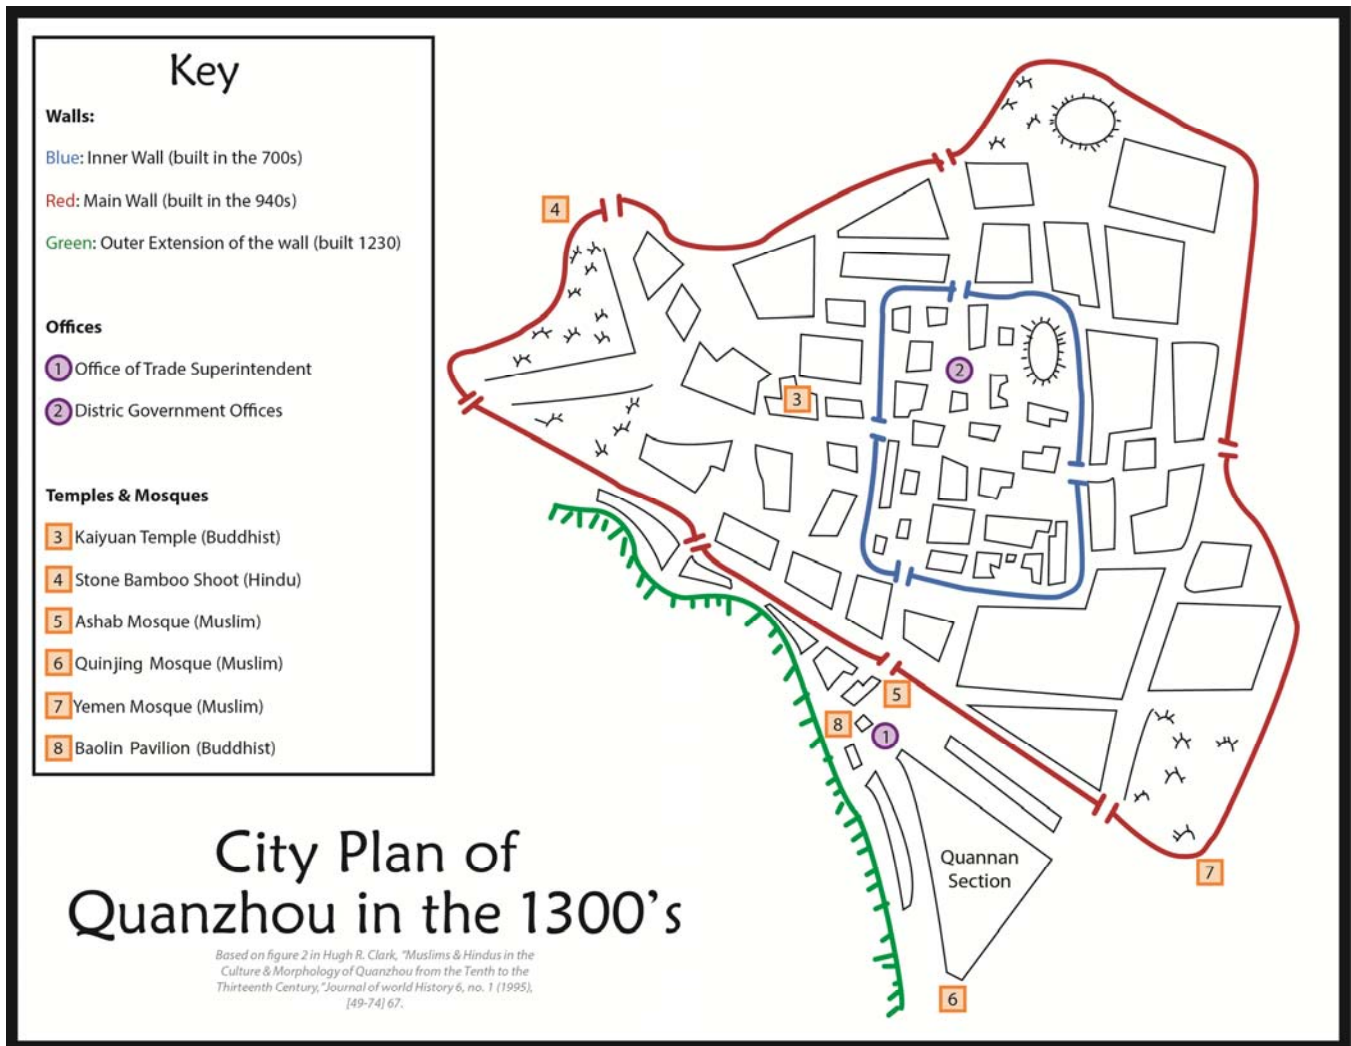 Key
Walls:
Blue: Inner Wall (built in the 700s)
Red: Main Wall (built in the 940s)
Green: Outer Extension of the wall (built 1230)
Offices
1 Office of Trade Superintendent
2 Distric Government Offices
Temples & Mosques
3 Kaiyuan Temple (Buddhist)
4 Stone Bamboo Shoot (Hindu)
5 Ashab Mosque (Muslim)
6 Quinjing Mosque (Muslim)
7 Yemen Mosque (Muslim)
8 Baolin Pavilion (Buddhist)
City Plan of
Quanzhou in the 1300's
Based on figure 2 in Hugh R. Clark, "Muslims & Hindus in the
Culture & Morphology of Quanzhou from the Tenth to the
Thirteenth Century,"Journal of world History 6, no. 1 (1995),
[49-74] 67.
4
2
3
5
8
1
Quannan
Section
7
6